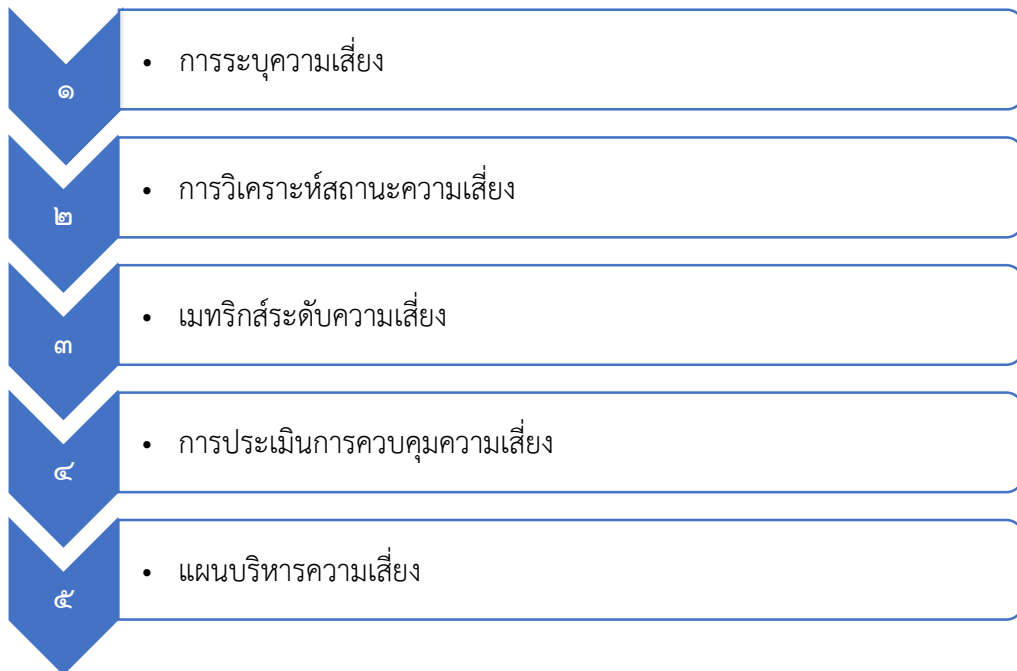 ๑
• การระบุความเสี่ยง
๒
• การวิเคราะห์สถานะความเสี่ยง
๓
• เมทริกส์ระดับความเสี่ยง
๔
• การประเมินการควบคุมความเสี่ยง
๕
• แผนบริหารความเสี่ยง